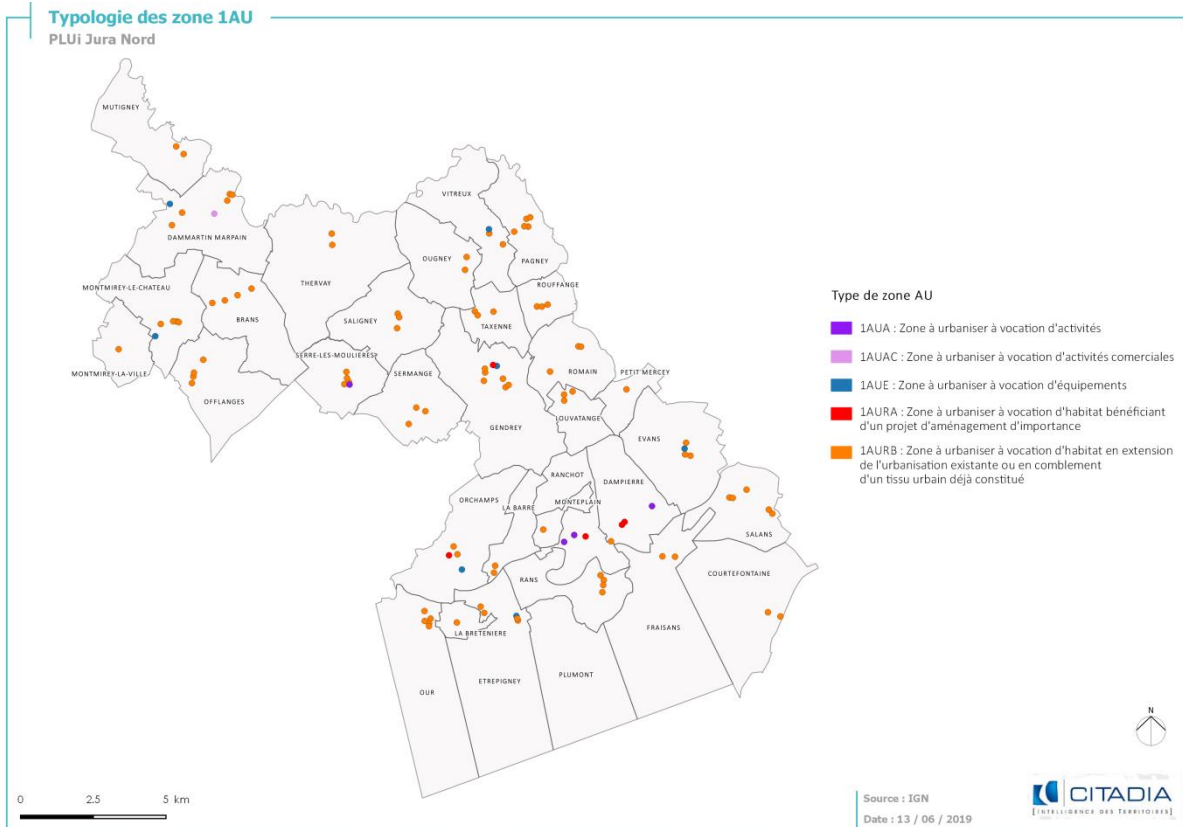 Typologie des zone 1AU
PLUi Jura Nord
MUTIGNEY
VITREUX
DAMMARTIN MARPAIN
OUGNEY
PAGNEY
THERVAY
MONTMIREY-LE-CHATEAU
ROUFFANGE
BRANS
SALIGNEY
TAXENNE
SERRE-LES-MOULIERES
SERMANGE
ROMAIN
PETIT MERCEY
MONTMIREY-LA-VILLE
OFFLANGES
LOUVATANGE
GENDREY
EVANS
RANCHOT
DAMPIERRE
ORCHAMPS
LA BARRE
MONTEPLAIN
SALANS
RANS
COURTEFONTAINE
FRAISANS
LA BRETENIERE
PLUMONT
ETREPIGNEY
OUR
Type de zone AU
1AUA : Zone à urbaniser à vocation d'activités
1AUAC : Zone à urbaniser à vocation d'activités comerciales
1AUE : Zone à urbaniser à vocation d'équipements
1AURA : Zone à urbaniser à vocation d'habitat bénéficiant
d'un projet d'aménagement d'importance
1AURB : Zone à urbaniser à vocation d'habitat en extension
de l'urbanisation existante ou en comblement
d'un tissu urbain déjà constitué
N
0 2.5 5 km
Source : IGN
Date : 13 / 06 / 2019
CITADIA
[INTELLIGENCE DES TERRITOIRES]